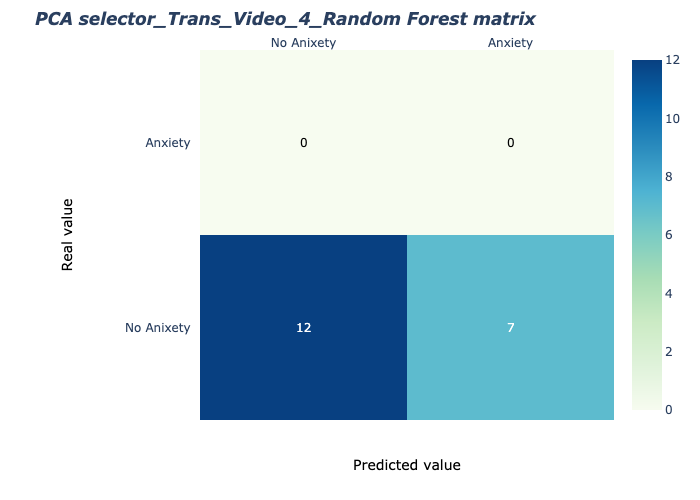 PCA selector_Trans_Video_4_Random Forest matrix
No Anixety Anxiety
Anxiety 0 0
No Anixety 12 7
Real value
Predicted value
12
10
8
6
4
2
0